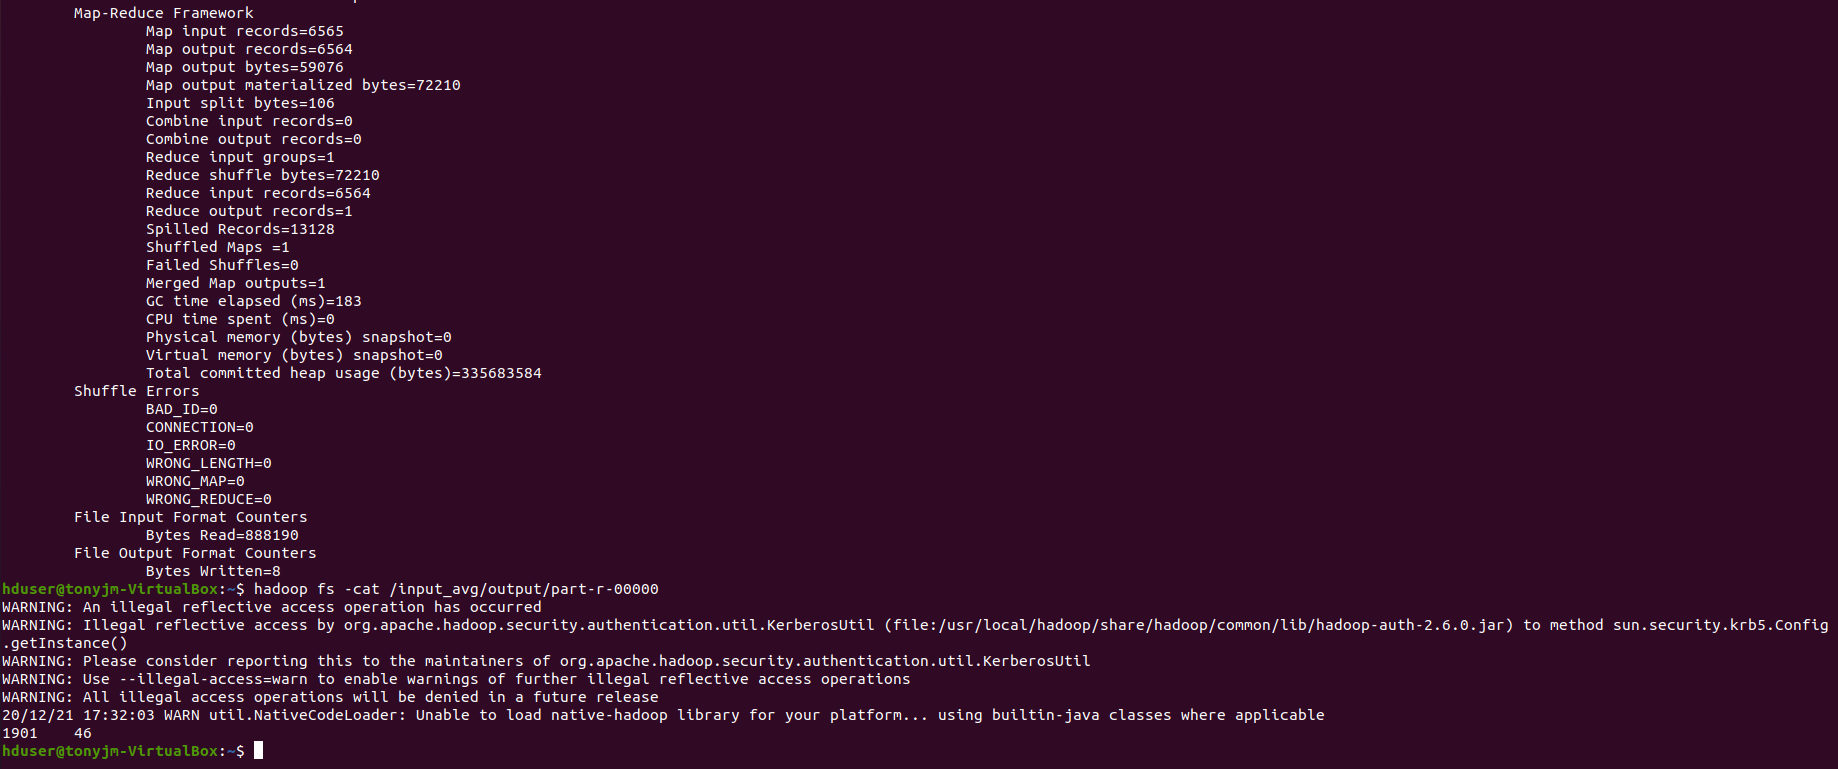 Map-Reduce Framework
Map input records=6565
Map output records=6564
Map output bytes=59076
Map output materialized bytes=72210
Input split bytes=106
Combine input records=0
Combine output records=0
Reduce input groups=1
Reduce shuffle bytes=72210
Reduce input records=6564
Reduce output records=1
Spilled Records=13128
Shuffled Maps =1
Failed Shuffles=0
Merged Map outputs=1
GC time elapsed (ms)=183
CPU time spent (ms)=0
Physical memory (bytes) snapshot=0
Virtual memory (bytes) snapshot=0
Total committed heap usage (bytes)=335683584
Shuffle Errors
BAD_ID=0
CONNECTION=0
IO_ERROR=0
WRONG_LENGTH=0
WRONG_MAP=0
WRONG_REDUCE=0
File Input Format Counters
Bytes Read=888190
File Output Format Counters
Bytes Written=8
hduser@tonyjm-VirtualBox:~$ hadoop fs -cat /input_avg/output/part-r-00000
WARNING: An illegal reflective access operation has occurred
WARNING: Illegal reflective access by org.apache.hadoop.security.authentication.util.KerberosUtil (file:/usr/local/hadoop/share/hadoop/common/lib/hadoop-auth-2.6.0.jar) to method sun.security.krb5.Config
.getInstance()
WARNING: Please consider reporting this to the maintainers of org.apache.hadoop.security.authentication.util.KerberosUtil
WARNING: Use --illegal-access=warn to enable warnings of further illegal reflective access operations
WARNING: All illegal access operations will be denied in a future release
20/12/21 17:32:03 WARN util.NativeCodeLoader: Unable to load native-hadoop library for your platform... using builtin-java classes where applicable
1901    46
hduser@tonyjm-VirtualBox:~$